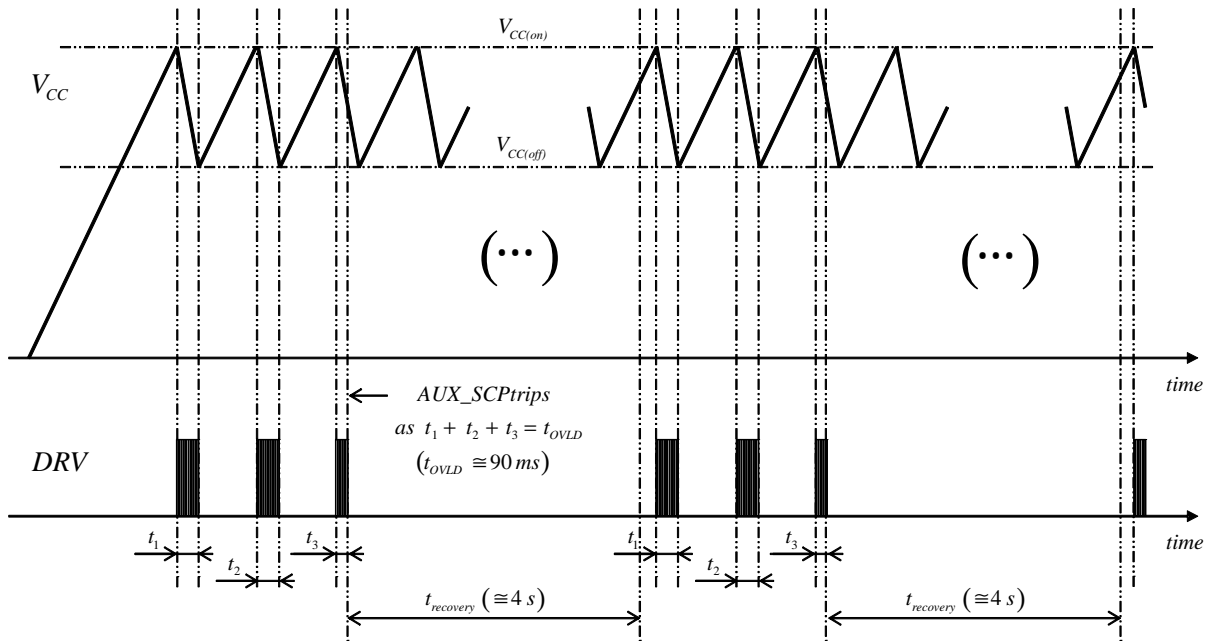 V_CC(on)
V_CC
V_CC(off)
(...)
(...)
time
AUX_SCPtrips
as t_1 + t_2 + t_3 = t_OVLD
(t_OVLD ≅ 90 ms)
DRV
time
t_1
t_2
t_3
t_1
t_2
t_3
t_recovery (≅4 s)
t_recovery (≅4 s)